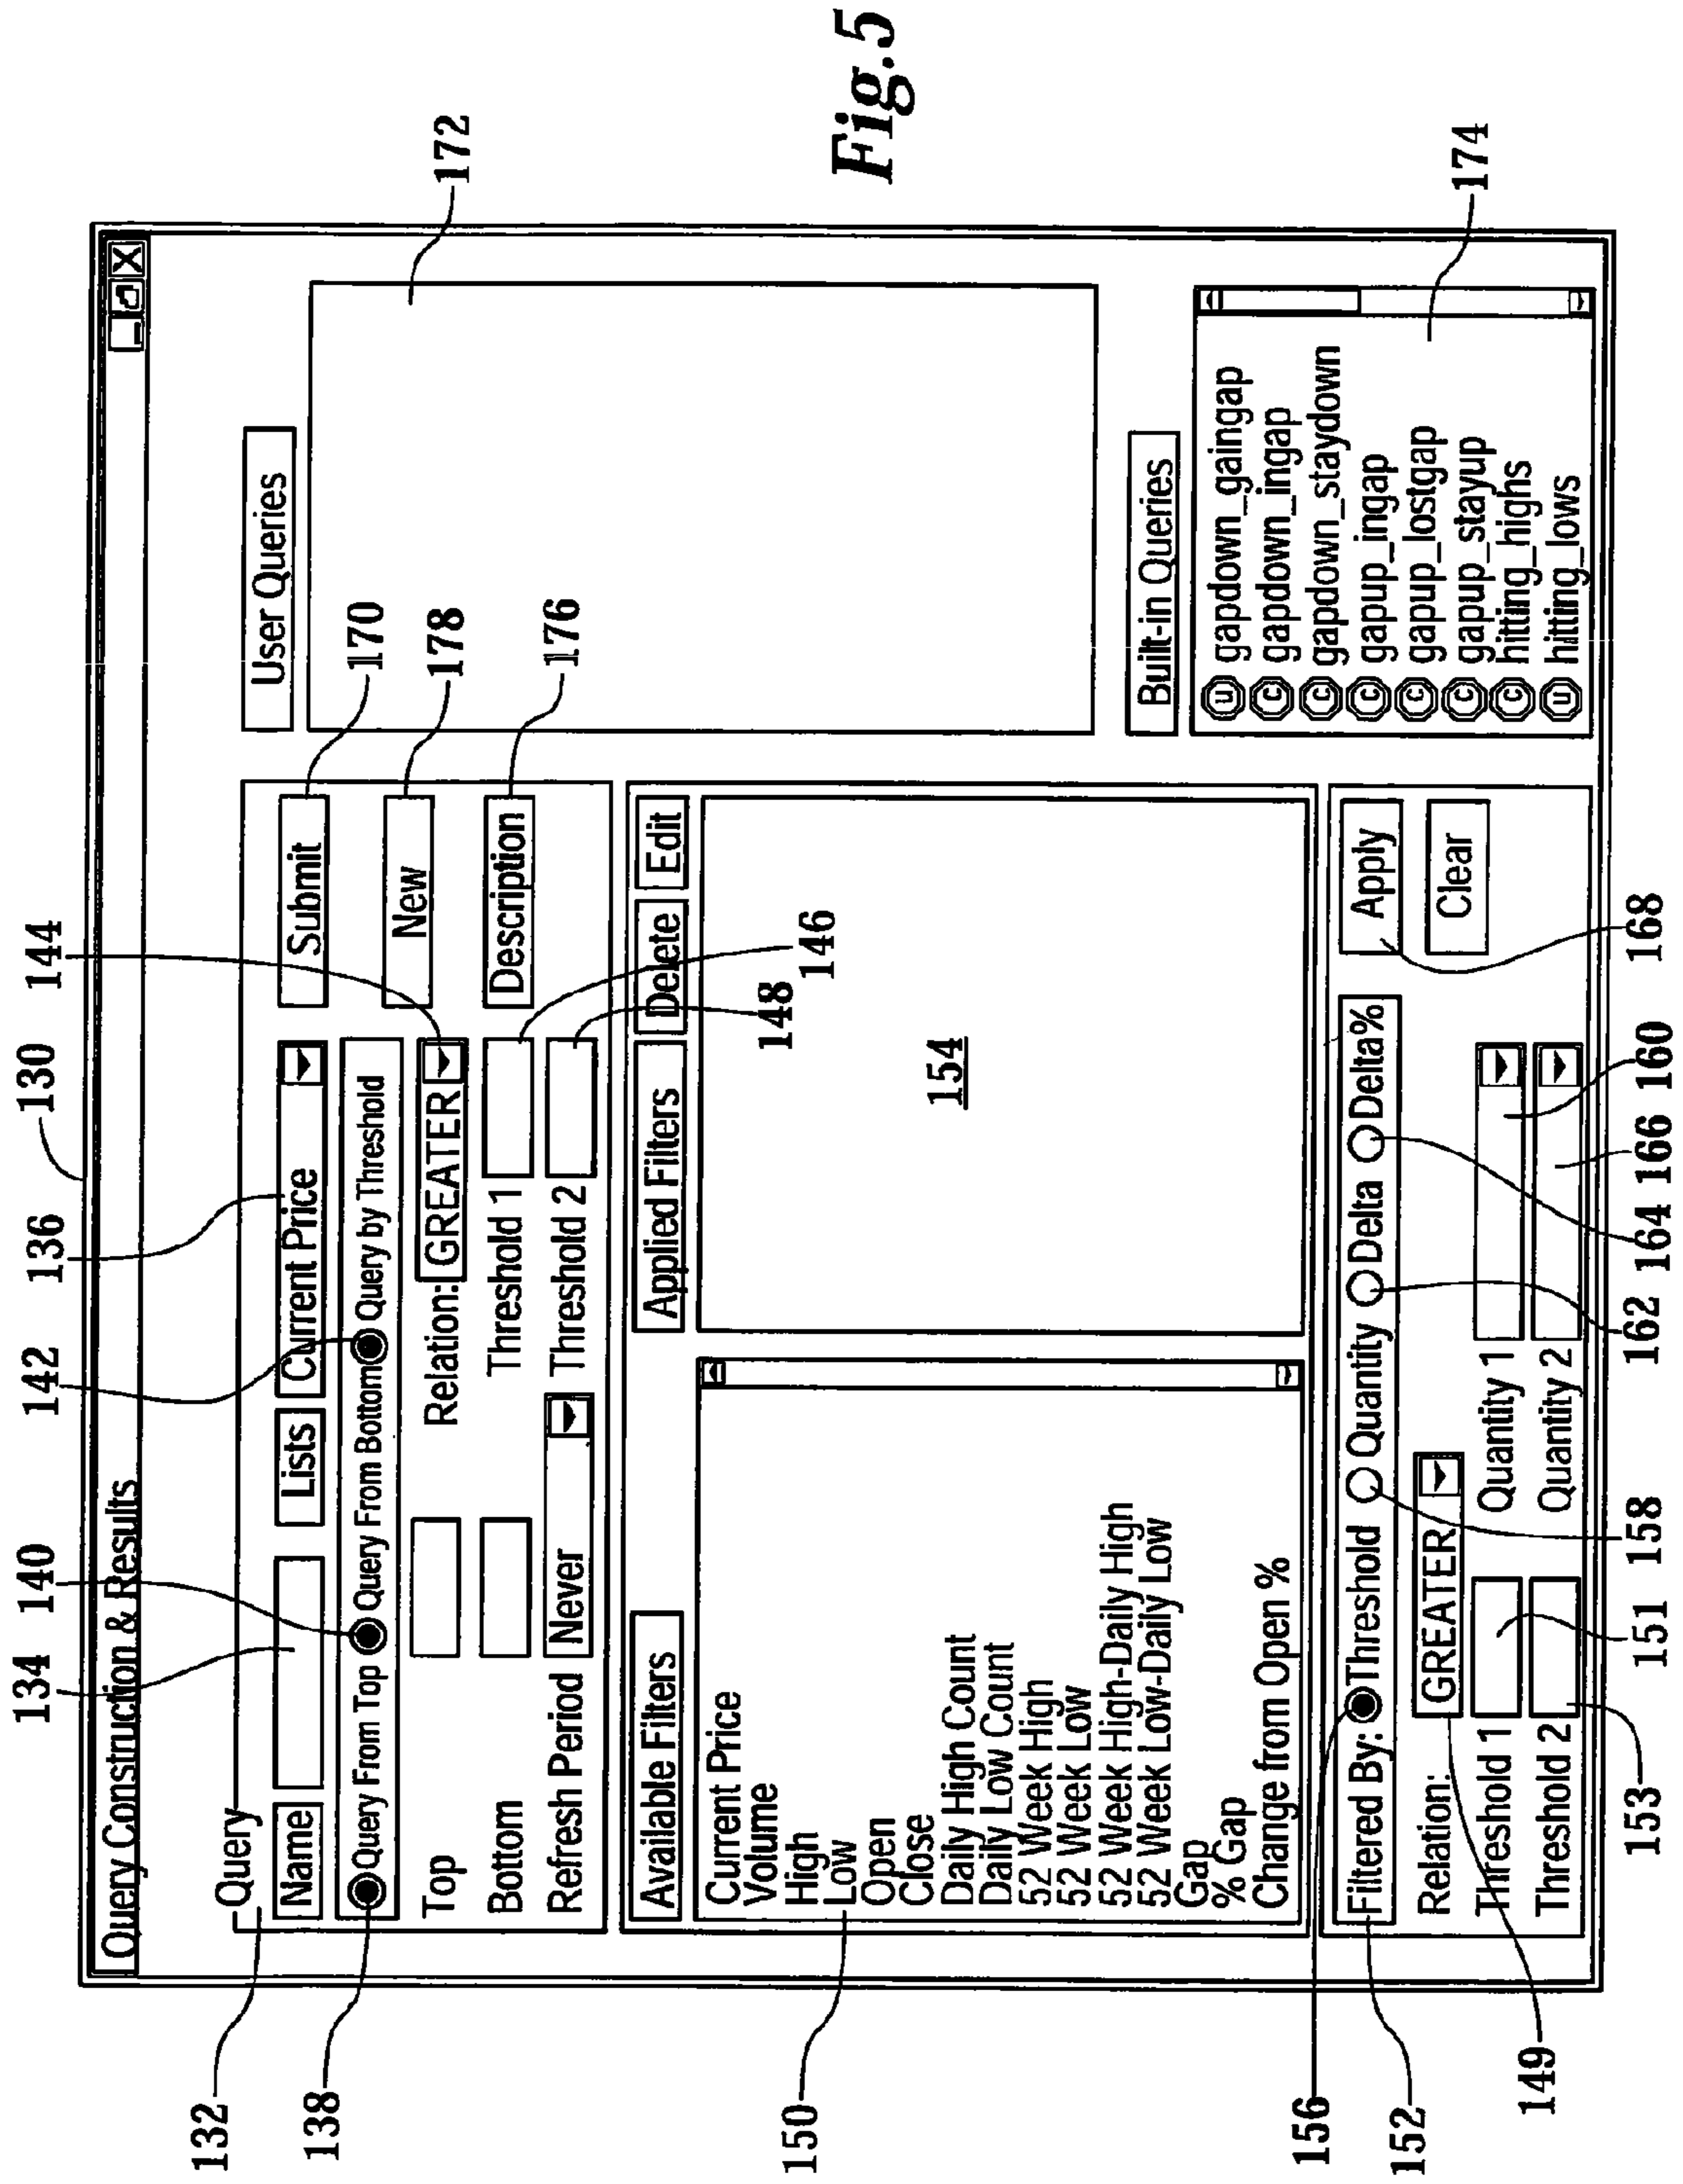 130
134 140 142 136 144
Query Construction & Results
132
Query
Name Lists Current Price Submit
170
138
Query From Top Query From Bottom Query by Threshold
New
178
Top Relation: GREATER
Bottom Threshold 1 Description
176
Refresh Period Never Threshold 2
148 146
User Queries
172
Available Filters Applied Filters Delete Edit
150
Current Price
Volume
High
Low
Open
Close
Daily High Count
Daily Low Count
52 Week High
52 Week Low
52 Week High-Daily High
52 Week Low-Daily Low
Gap
% Gap
Change from Open %
154
Built-in Queries
u gapdown_gaingap
c gapdown_ingap
c gapdown_staydown
c gapup_ingap
c gapup_lostgap
c gapup_stayup
c hitting_highs
u hitting_lows
174
156
152
Filtered By: Threshold Quantity Delta Delta%
Apply
Relation: GREATER
Clear
149
Threshold 1 Quantity 1
Threshold 2 Quantity 2
153 151 158 162 164 166 160 168
Fig.5